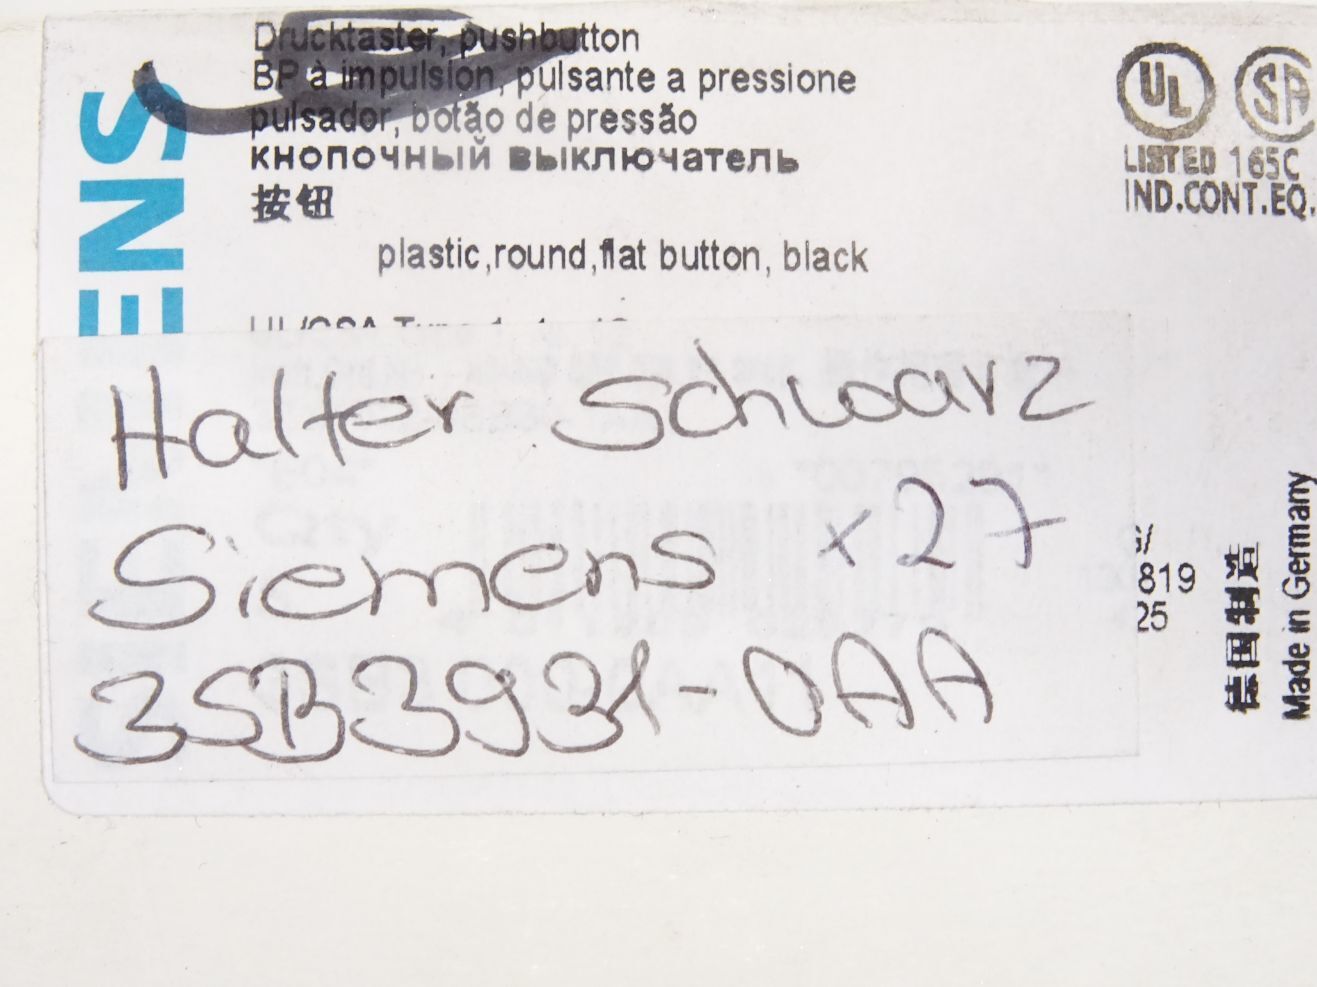 Drucktaster, pushbutton
BP à impulsion, pulsante a pressione
pulsador, botão de pressão
кнопочный выключатель
按钮
plastic,round,flat button, black
ENS
UL
SA
LISTED 165C
IND.CONT.EQ.
Halter Schwarz
Siemens x27
3SB3931-0AA
819
25
德国制造
Made in Germany